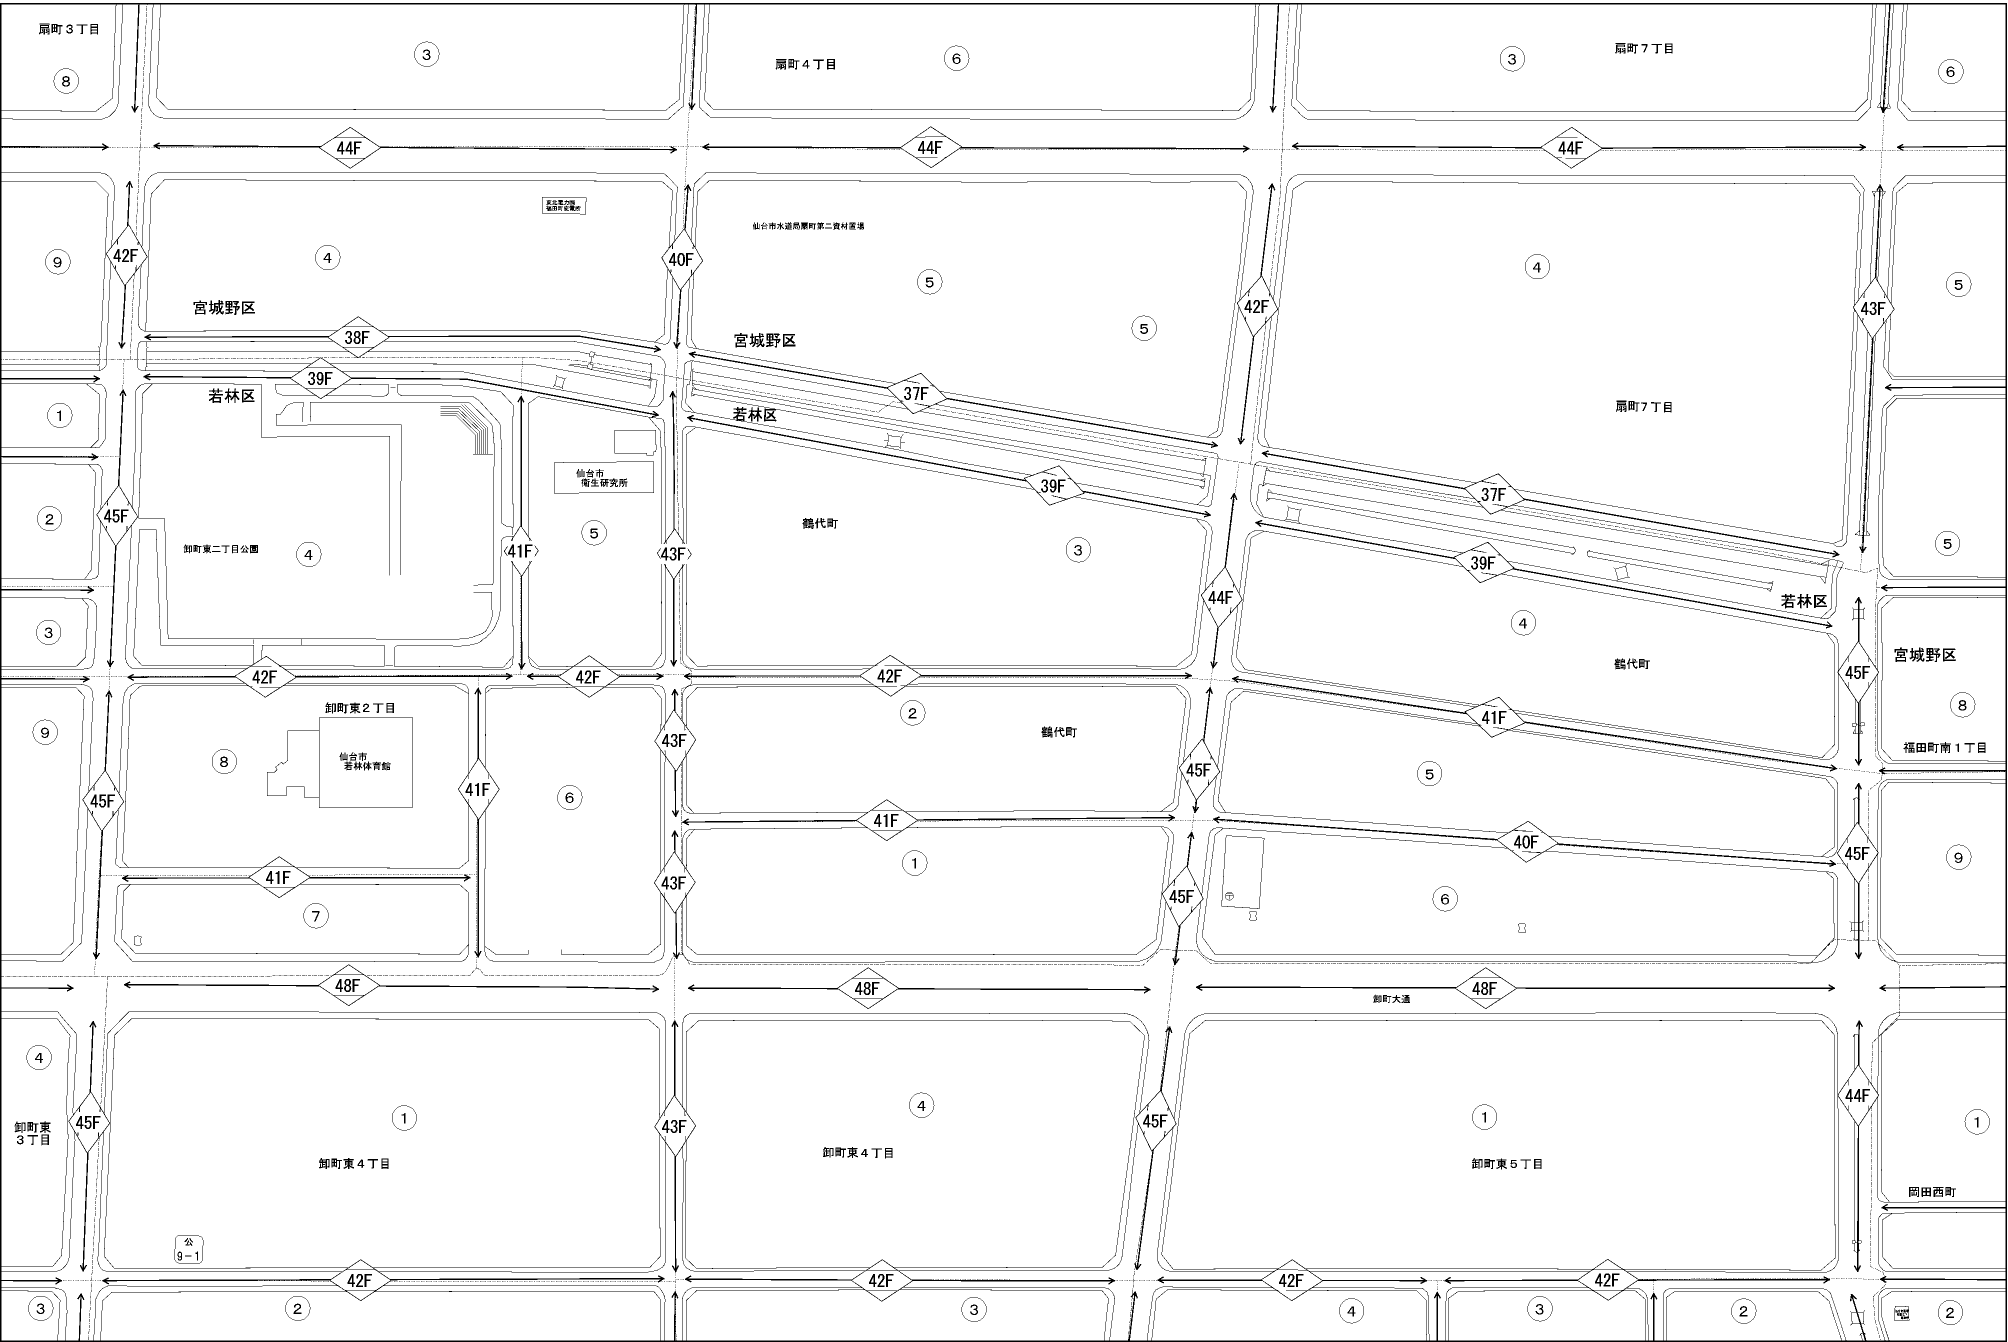 扇町３丁目
8
3
扇町４丁目
6
3
扇町７丁目
6
44F
44F
44F
9
42F
4
宮城野区
40F
仙台市水道局扇町第二資材置場
5
5
宮城野区
42F
4
扇町７丁目
43F
5
5
38F
39F
37F
37F
若林区
若林区
若林区
39F
39F
1
2
3
45F
卸町東二丁目公園
4
41F
仙台市
衛生研究所
5
43F
鶴代町
3
44F
4
鶴代町
45F
宮城野区
8
福田町南１丁目
42F
42F
42F
41F
9
45F
卸町東２丁目
8
仙台市
若林体育館
41F
6
43F
2
鶴代町
45F
5
45F
9
41F
40F
41F
7
43F
1
45F
6
48F
48F
48F
卸町大通
4
卸町東
３丁目
45F
1
卸町東４丁目
公
9－1
43F
4
卸町東４丁目
45F
1
卸町東５丁目
44F
1
岡田西町
42F
42F
42F
42F
3
2
3
4
3
2
2